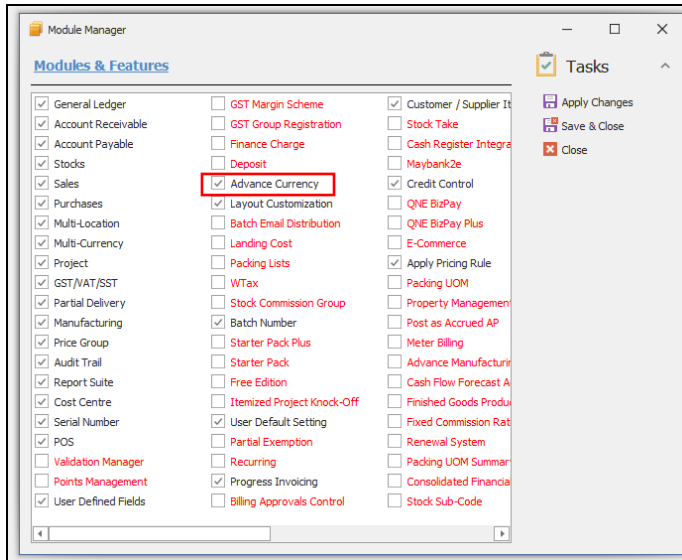 Module Manager
Modules & Features
General Ledger
Account Receivable
Account Payable
Stocks
Sales
Purchases
Multi-Location
Multi-Currency
Project
GST/VAT/SST
Partial Delivery
Manufacturing
Price Group
Audit Trail
Report Suite
Cost Centre
Serial Number
POS
Validation Manager
Points Management
User Defined Fields
GST Margin Scheme
GST Group Registration
Finance Charge
Deposit
Advance Currency
Layout Customization
Batch Email Distribution
Landing Cost
Packing Lists
WTax
Stock Commission Group
Batch Number
Starter Pack Plus
Starter Pack
Free Edition
Itemized Project Knock-Off
User Default Setting
Partial Exemption
Recurring
Progress Invoicing
Billing Approvals Control
Customer / Supplier It
Stock Take
Cash Register Integra
Maybank2e
Credit Control
QNE BizPay
QNE BizPay Plus
E-Commerce
Apply Pricing Rule
Packing UOM
Property Management
Post as Accrued AP
Meter Billing
Advance Manufacturin
Cash Flow Forecast A
Finished Goods Produ
Fixed Commission Rat
Renewal System
Packing UOM Summar
Consolidated Financia
Stock Sub-Code
Tasks
Apply Changes
Save & Close
Close